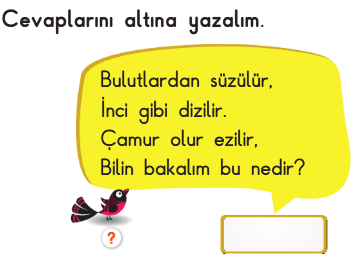 Cevaplarını altına yazalım.
Bulutlardan süzülür,
İnci gibi dizilir.
Çamur olur ezilir,
Bilin bakalım bu nedir?
?